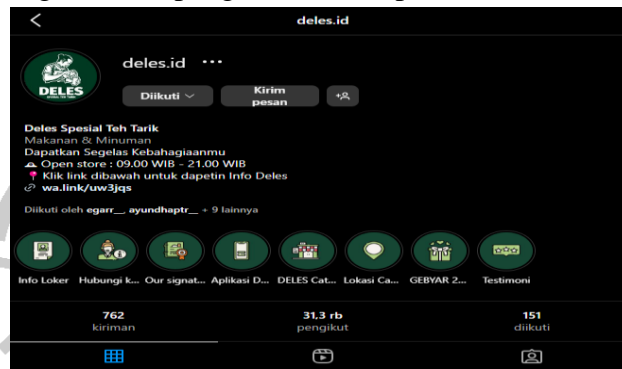 deles.id
deles.id ...
DELES
Diikuti
Kirim pesan
Deles Spesial Teh Tarik
Makanan & Minuman
Dapatkan Segelas Kebahagiaanmu
Open store : 09.00 WIB - 21.00 WIB
Klik link dibawah untuk dapetin Info Deles
wa.link/uw3jqs
Diikuti oleh egarr__, ayundhaptr__ + 9 lainnya
Info Loker Hubungi k... Our signat... Aplikasi D... DELES Cat... Lokasi Ca... GEBYAR 2... Testimoni
762 31,3 rb 151
kiriman pengikut diikuti